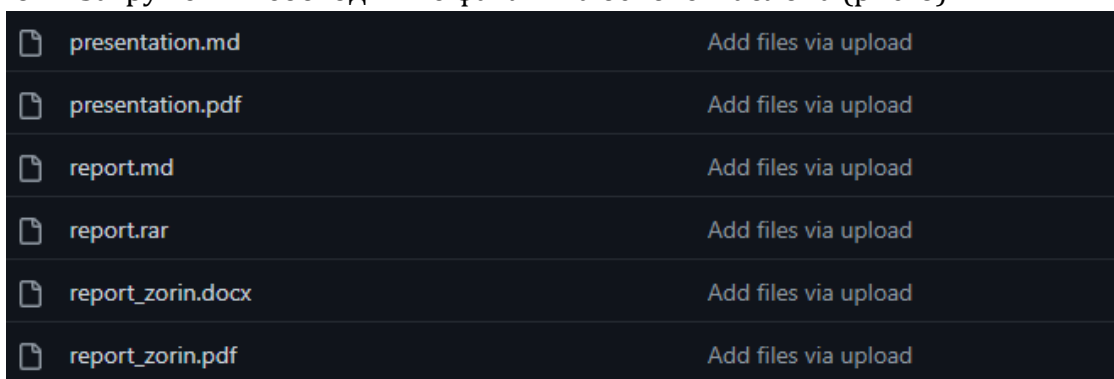 presentation.md Add files via upload
presentation.pdf Add files via upload
report.md Add files via upload
report.rar Add files via upload
report_zorin.docx Add files via upload
report_zorin.pdf Add files via upload